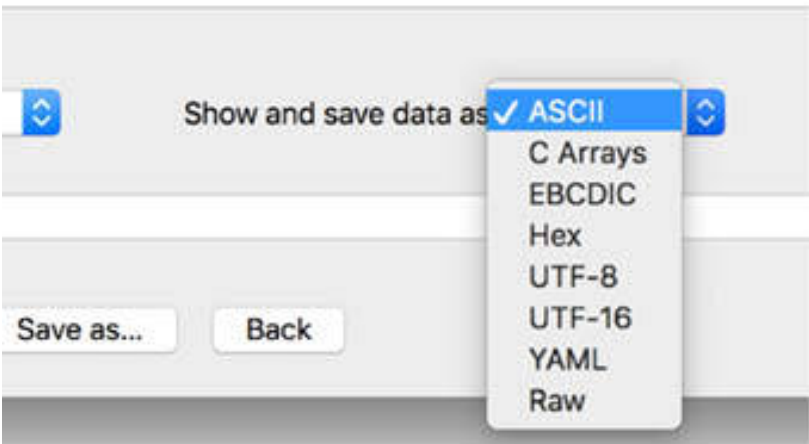 Show and save data as ✓ ASCII
C Arrays
EBCDIC
Hex
UTF-8
UTF-16
YAML
Raw
Save as...
Back